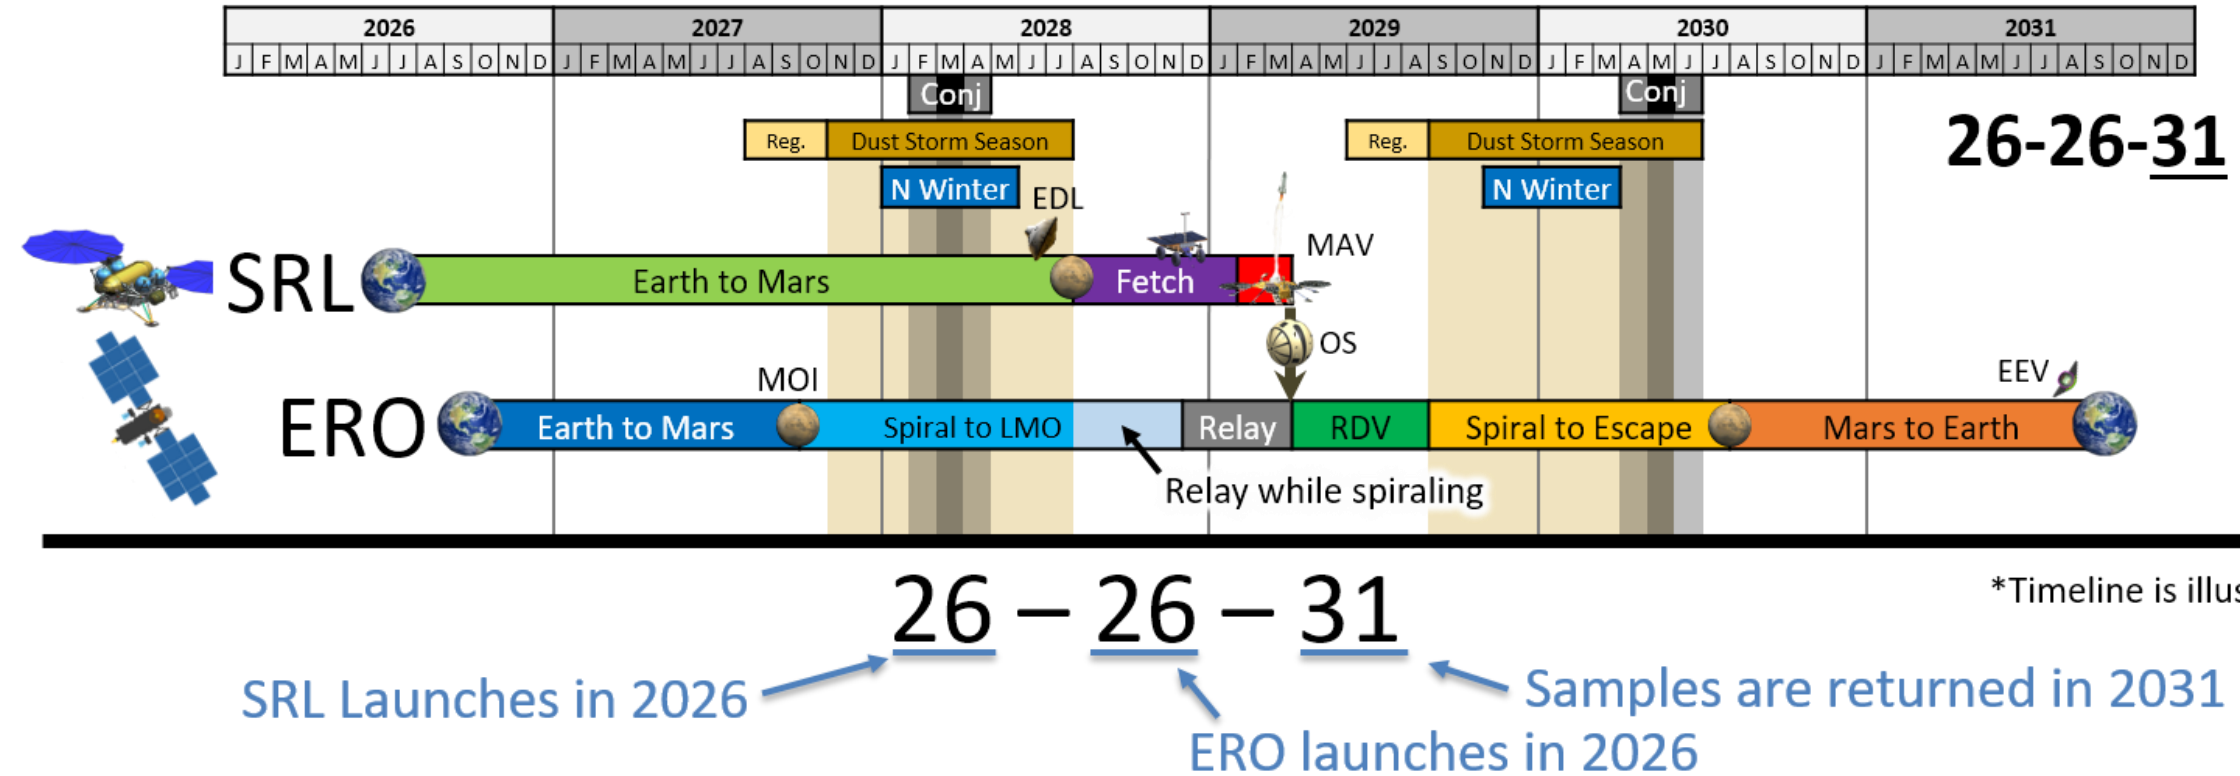 2026 2027 2028 2029 2030 2031
J F M A M J J A S O N D J F M A M J J A S O N D J F M A M J J A S O N D J F M A M J J A S O N D J F M A M J J A S O N D J F M A M J J A S O N D
Conj Conj
26-26-31
Reg. Dust Storm Season Reg. Dust Storm Season
N Winter N Winter
EDL
MAV
SRL Earth to Mars Fetch
OS
MOI EEV
ERO Earth to Mars Spiral to LMO Relay RDV Spiral to Escape Mars to Earth
Relay while spiraling
26 – 26 – 31
*Timeline is illus
SRL Launches in 2026
Samples are returned in 2031
ERO launches in 2026